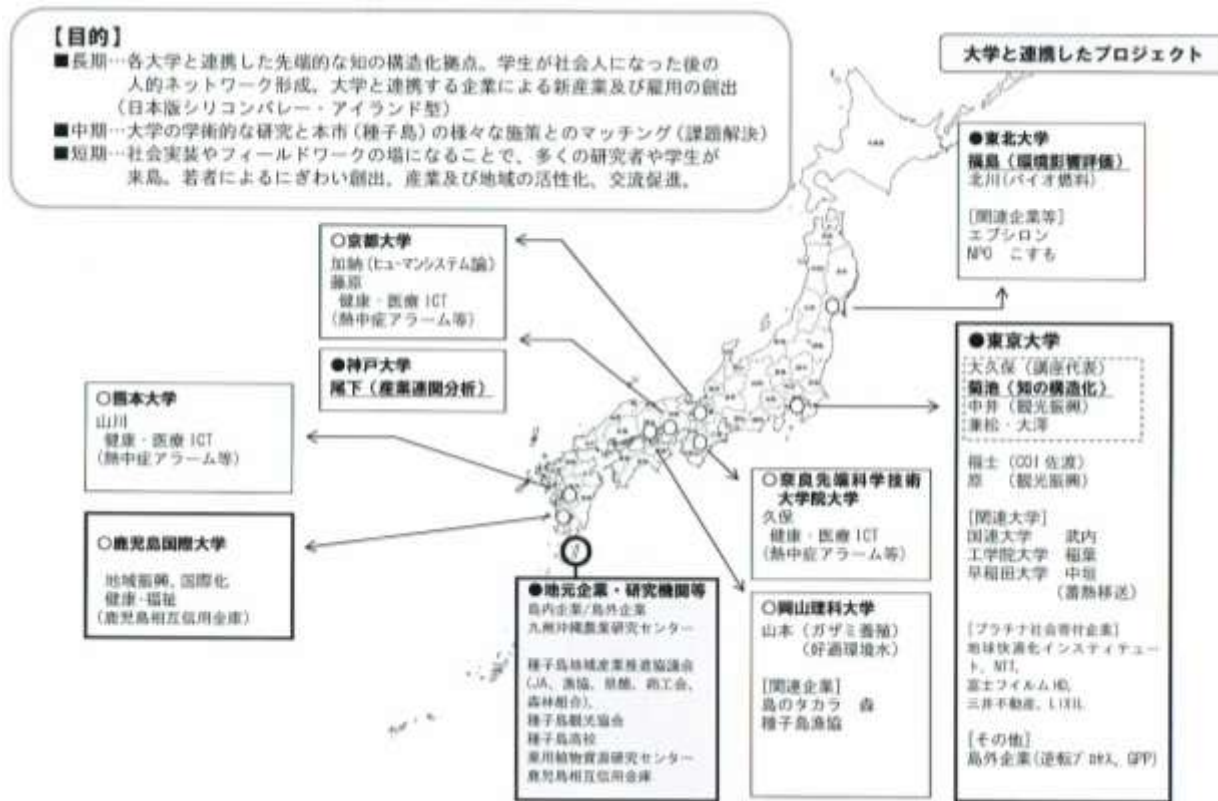 【目的】
■長期…各大学と連携した先端的な知の構造化拠点。学生が社会人になった後の
人的ネットワーク形成。大学と連携する企業による新産業及び雇用の創出
(日本版シリコンバレー・アイランド型)
■中期…大学の学術的な研究と本市(種子島)の様々な施策とのマッチング(課題解決)
■短期…社会実装やフィールドワークの場になることで、多くの研究者や学生が
来島。若者によるにぎわい創出、産業及び地域の活性化、交流促進。
大学と連携したプロジェクト
●東北大学
福島(環境影響評価)
北川(バイオ燃料)
[関連企業等]
エプシロン
NPO こすも
○京都大学
加納(ヒューマンシステム論)
藤原
健康・医療 ICT
(熱中症アラーム等)
●神戸大学
尾下(産業連関分析)
○熊本大学
山川
健康・医療 ICT
(熱中症アラーム等)
○鹿児島国際大学
地域振興、国際化
健康・福祉
(鹿児島相互信用金庫)
●地元企業・研究機関等
島内企業/島外企業
九州沖縄農業研究センター
種子島地域産業推進協議会
(JA、漁協、県酪、商工会、
森林組合)、
種子島観光協会
種子島高校
薬用植物資源研究センター
鹿児島相互信用金庫
○奈良先端科学技術
大学院大学
久保
健康・医療 ICT
(熱中症アラーム等)
○岡山理科大学
山本(ガザミ養殖)
(好適環境水)
[関連企業]
島のタカラ 森
種子島漁協
●東京大学
大久保(講座代表)
菊池(知の構造化)
中井(観光振興)
兼松・大澤
福士(COI 佐渡)
原 (観光振興)
[関連大学]
国連大学 武内
工学院大学 稲葉
早稲田大学 中垣
(蓄熱移送)
[プラチナ社会寄付企業]
地球快適化インスティテュー
ト、NTT、
富士フイルムHD、
三井不動産、LIXIL
[その他]
島外企業(逆転プロセス、GPP)